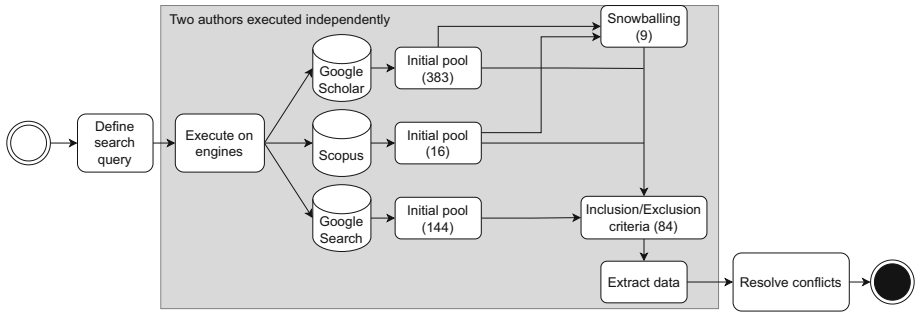 Two authors executed independently
Snowballing
(9)
Google
Scholar
Initial pool
(383)
Define
search
query
Execute on
engines
Scopus
Initial pool
(16)
Google
Search
Initial pool
(144)
Inclusion/Exclusion
criteria (84)
Extract data
Resolve conflicts